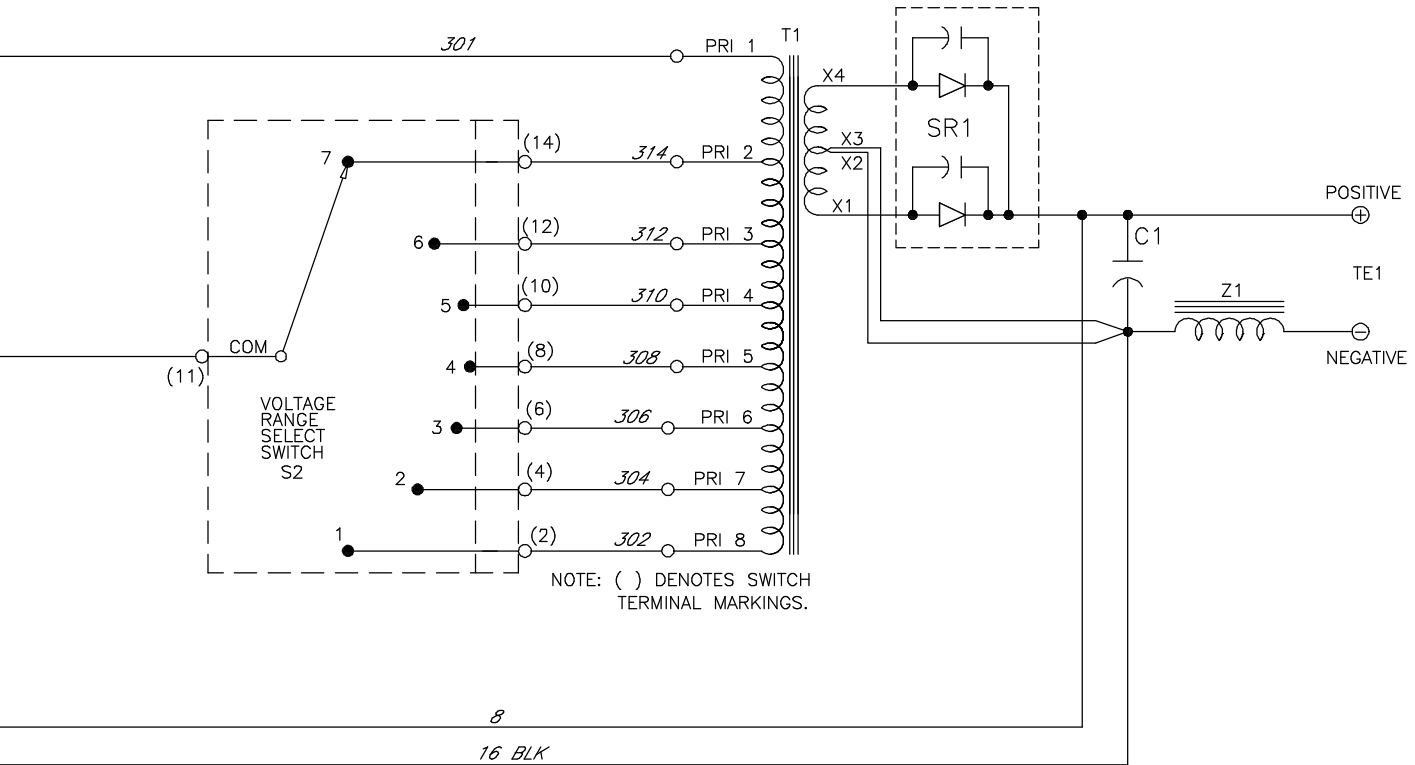 301
PRI 1
T1
X4
SR1
X3
X2
X1
7
(14)
314
PRI 2
6
(12)
312
PRI 3
5
(10)
310
PRI 4
COM
(11)
4
(8)
308
PRI 5
3
(6)
306
PRI 6
2
(4)
304
PRI 7
1
(2)
302
PRI 8
VOLTAGE
RANGE
SELECT
SWITCH
S2
NOTE: ( ) DENOTES SWITCH
TERMINAL MARKINGS.
POSITIVE
+
C1
TE1
Z1
−
NEGATIVE
8
16 BLK